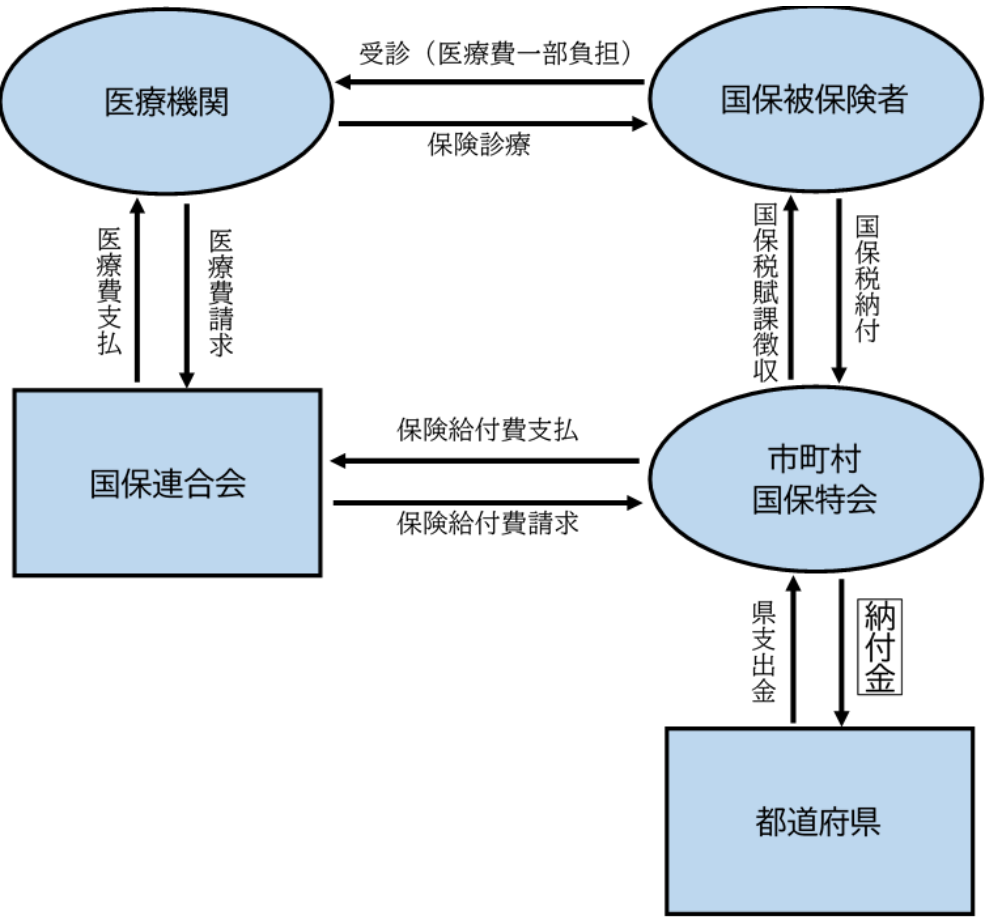 受診（医療費一部負担）
医療機関
国保被保険者
保険診療
医療費支払
医療費請求
国保税賦課徴収
国保税納付
保険給付費支払
国保連合会
市町村
国保特会
保険給付費請求
県支出金
納付金
都道府県